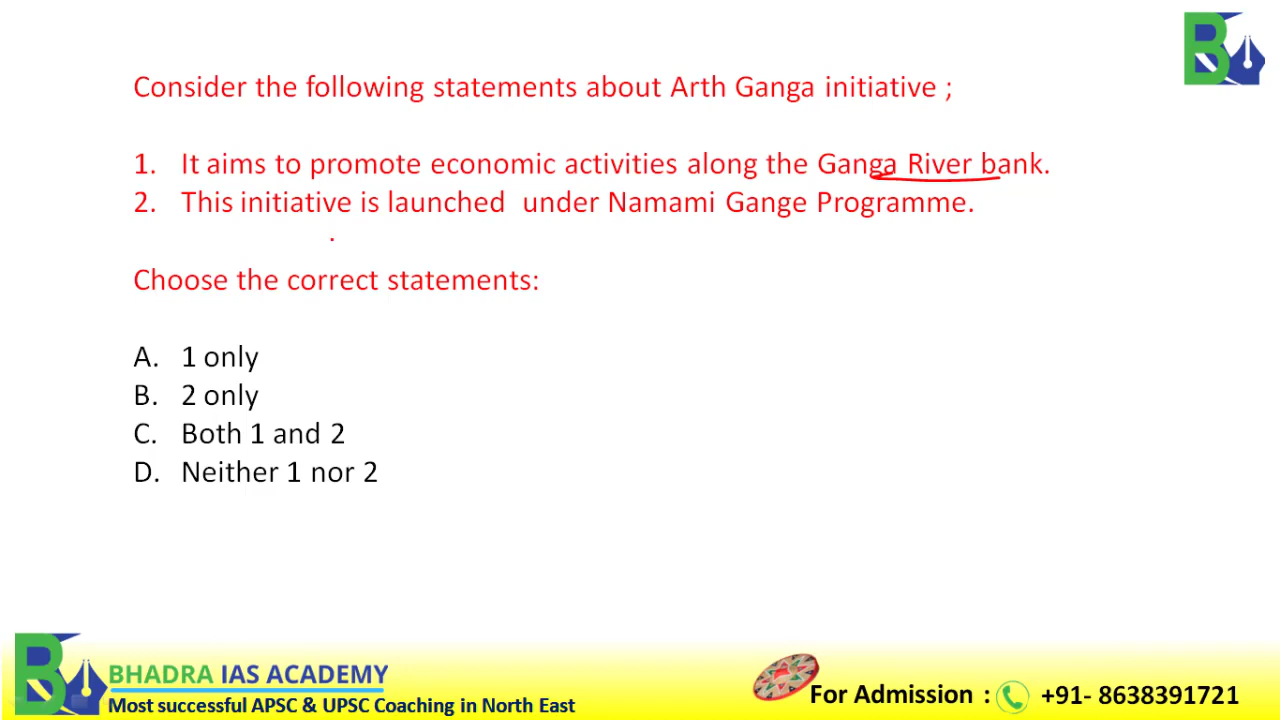 Consider the following statements about Arth Ganga initiative ;
1. It aims to promote economic activities along the Ganga River bank.
2. This initiative is launched under Namami Gange Programme.
.
Choose the correct statements:
A. 1 only
B. 2 only
C. Both 1 and 2
D. Neither 1 nor 2
BHADRA IAS ACADEMY
Most successful APSC & UPSC Coaching in North East
For Admission : +91- 8638391721